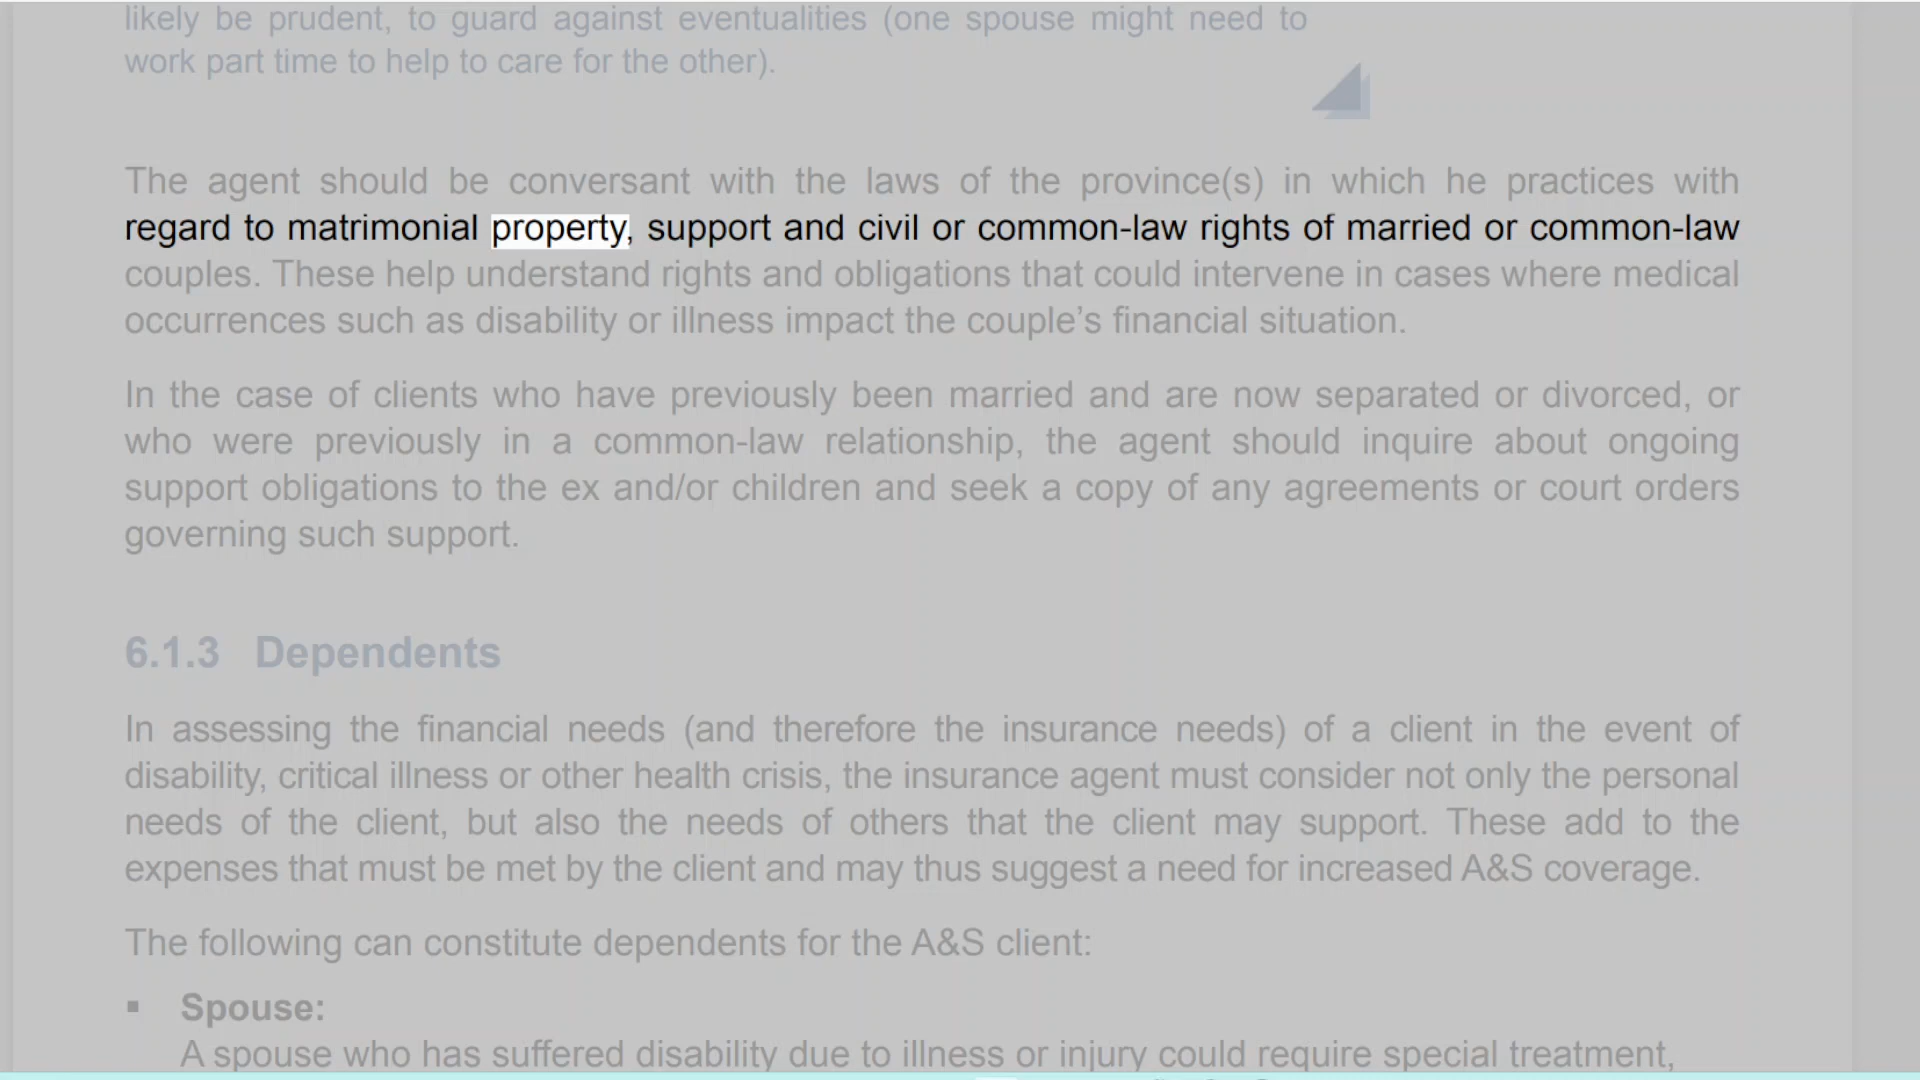 likely be prudent, to guard against eventualities (one spouse might need to
work part time to help to care for the other).
The agent should be conversant with the laws of the province(s) in which he practices with
regard to matrimonial property, support and civil or common-law rights of married or common-law
couples. These help understand rights and obligations that could intervene in cases where medical
occurrences such as disability or illness impact the couple’s financial situation.
In the case of clients who have previously been married and are now separated or divorced, or
who were previously in a common-law relationship, the agent should inquire about ongoing
support obligations to the ex and/or children and seek a copy of any agreements or court orders
governing such support.
6.1.3 Dependents
In assessing the financial needs (and therefore the insurance needs) of a client in the event of
disability, critical illness or other health crisis, the insurance agent must consider not only the personal
needs of the client, but also the needs of others that the client may support. These add to the
expenses that must be met by the client and may thus suggest a need for increased A&S coverage.
The following can constitute dependents for the A&S client:
▪ Spouse:
A spouse who has suffered disability due to illness or injury could require special treatment,